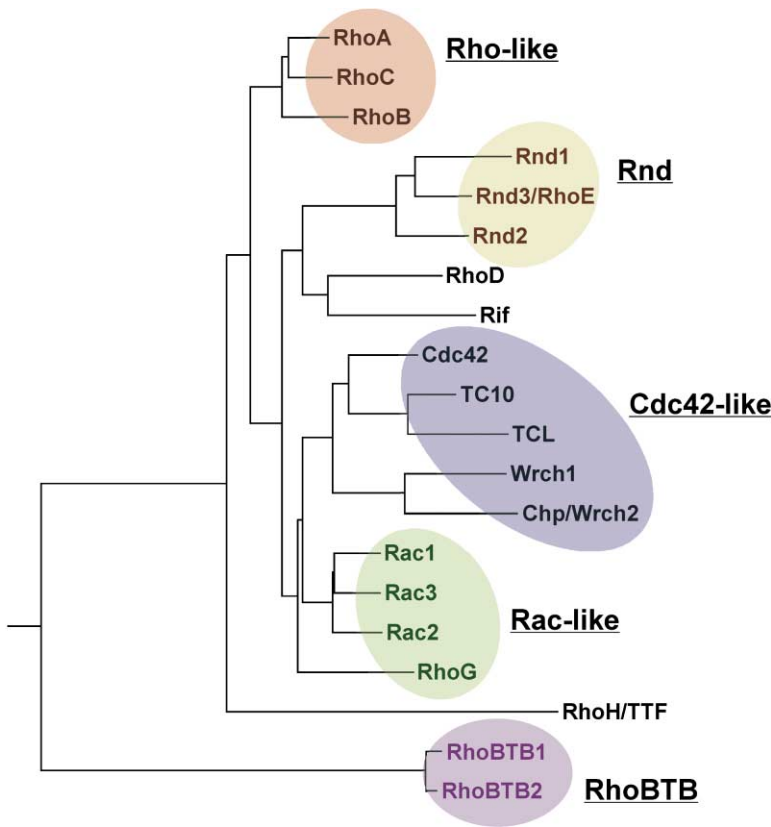 RhoA
Rho-like
RhoC
RhoB
Rnd1
Rnd
Rnd3/RhoE
Rnd2
RhoD
Rif
Cdc42
TC10
Cdc42-like
TCL
Wrch1
Chp/Wrch2
Rac1
Rac3
Rac-like
Rac2
RhoG
RhoH/TTF
RhoBTB1
RhoBTB2
RhoBTB